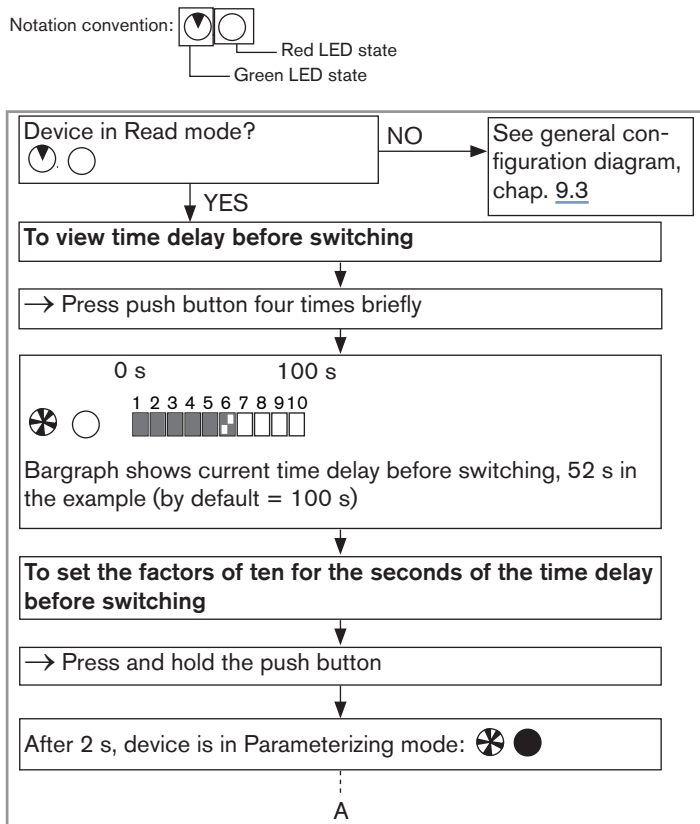 Notation convention:
Red LED state
Green LED state
Device in Read mode?
NO
See general con-
figuration diagram,
chap. 9.3
YES
To view time delay before switching
→ Press push button four times briefly
0 s 100 s
1 2 3 4 5 6 7 8 9 10
Bargraph shows current time delay before switching, 52 s in
the example (by default = 100 s)
To set the factors of ten for the seconds of the time delay
before switching
→ Press and hold the push button
After 2 s, device is in Parameterizing mode:
A